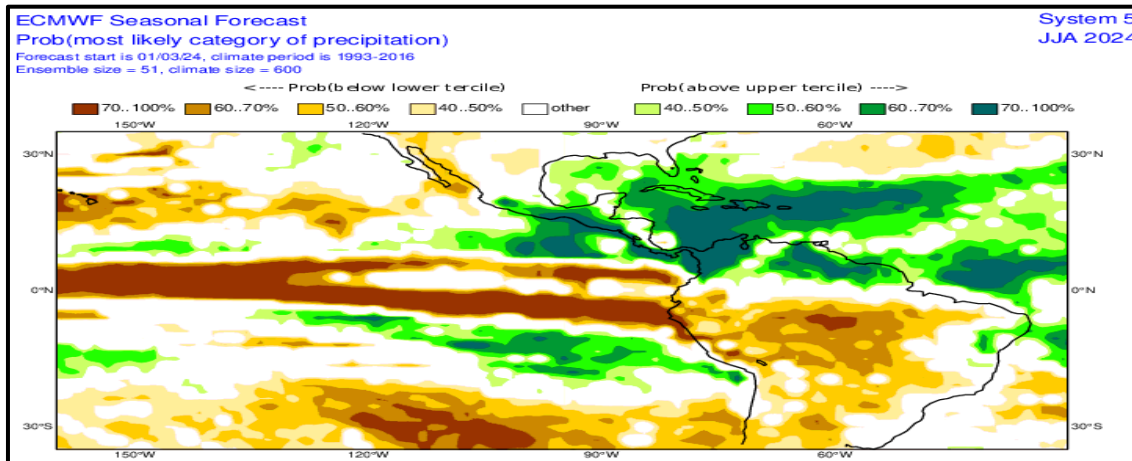 ECMWF Seasonal Forecast System 5
Prob(most likely category of precipitation) JJA 2024
Forecast start is 01/03/24, climate period is 1993-2016
Ensemble size = 51, climate size = 600
<---- Prob(below lower tercile) Prob(above upper tercile) ---->
70..100% 60..70% 50..60% 40..50% other 40..50% 50..60% 60..70% 70..100%
150°W 120°W 90°W 60°W
30°N 30°N
0°N 0°N
30°S 30°S
150°W 120°W 90°W 60°W